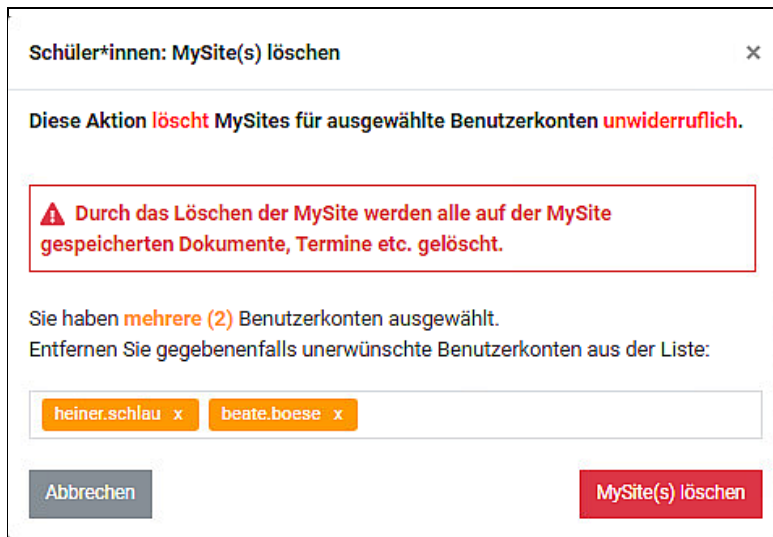 Schüler*innen: MySite(s) löschen ×
Diese Aktion löscht MySites für ausgewählte Benutzerkonten unwiderruflich.
Durch das Löschen der MySite werden alle auf der MySite
gespeicherten Dokumente, Termine etc. gelöscht.
Sie haben mehrere (2) Benutzerkonten ausgewählt.
Entfernen Sie gegebenenfalls unerwünschte Benutzerkonten aus der Liste:
heiner.schlau x beate.boese x
Abbrechen MySite(s) löschen